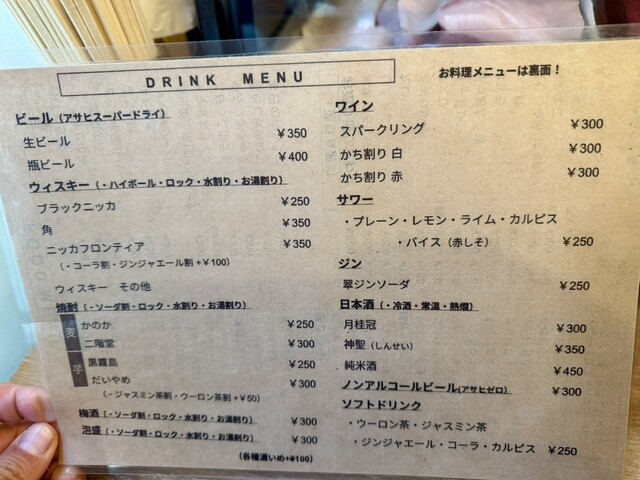 DRINK MENU
お料理メニューは裏面！
ビール（アサヒスーパードライ）
生ビール ¥350
瓶ビール ¥400
ウィスキー（・ハイボール・ロック・水割り・お湯割り）
ブラックニッカ ¥250
角 ¥350
ニッカフロンティア ¥350
（・コーラ割・ジンジャエール割 +¥100）
ウィスキー その他
焼酎（・ソーダ割・ロック・水割り・お湯割り）
麦
かのか ¥250
二階堂 ¥300
芋
黒霧島 ¥250
だいやめ ¥300
（・ジャスミン茶割・ウーロン茶割 +¥50）
梅酒（・ソーダ割・ロック・水割り・お湯割り） ¥300
泡盛（・ソーダ割・ロック・水割り・お湯割り） ¥300
（各種濃いめ+¥100）
ワイン
スパークリング ¥300
かち割り 白 ¥300
かち割り 赤 ¥300
サワー
・プレーン・レモン・ライム・カルピス
・バイス（赤しそ） ¥250
ジン
翠ジンソーダ ¥250
日本酒（・冷酒・常温・熱燗）
月桂冠 ¥300
神聖（しんせい） ¥350
純米酒 ¥450
ノンアルコールビール(アサヒゼロ) ¥300
ソフトドリンク
・ウーロン茶・ジャスミン茶
・ジンジャエール・コーラ・カルピス ¥250